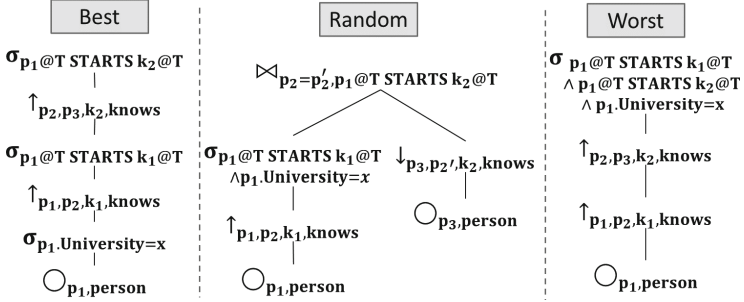 Best
σp₁@T STARTS k₂@T
↑p₂,p₃,k₂,knows
σp₁@T STARTS k₁@T
↑p₁,p₂,k₁,knows
σp₁.University=x
◯p₁,person
Random
⋈p₂=p₂′,p₁@T STARTS k₂@T
σp₁@T STARTS k₁@T
∧p₁.University=x
↑p₁,p₂,k₁,knows
◯p₁,person
↓p₃,p₂′,k₂,knows
◯p₃,person
Worst
σ p₁@T STARTS k₁@T
∧ p₁@T STARTS k₂@T
∧ p₁.University=x
↑p₂,p₃,k₂,knows
↑p₁,p₂,k₁,knows
◯p₁,person